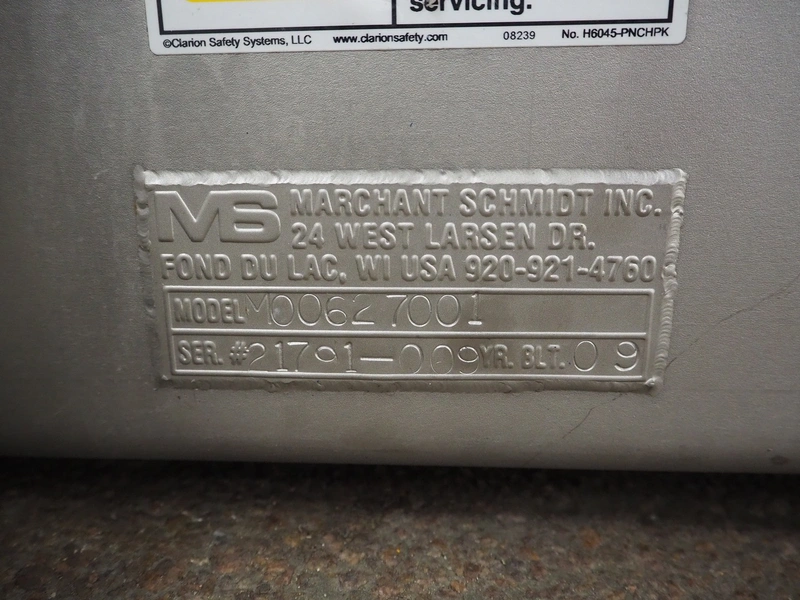 servicing.
©Clarion Safety Systems, LLC www.clarionsafety.com 08239 No. H6045-PNCHPK
MS MARCHANT SCHMIDT INC.
24 WEST LARSEN DR.
FOND DU LAC, WI USA 920-921-4760
MODEL M00627001
SER. # 21791-009 YR. BLT. 09